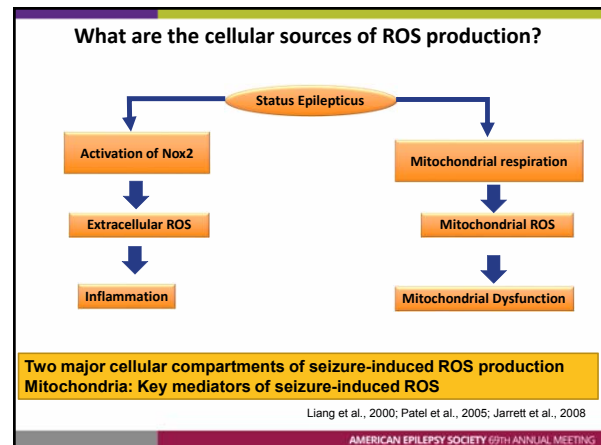 What are the cellular sources of ROS production?
Status Epilepticus
Activation of Nox2
Mitochondrial respiration
Extracellular ROS
Mitochondrial ROS
Inflammation
Mitochondrial Dysfunction
Two major cellular compartments of seizure-induced ROS production
Mitochondria: Key mediators of seizure-induced ROS
Liang et al., 2000; Patel et al., 2005; Jarrett et al., 2008
AMERICAN EPILEPSY SOCIETY 69TH ANNUAL MEETING